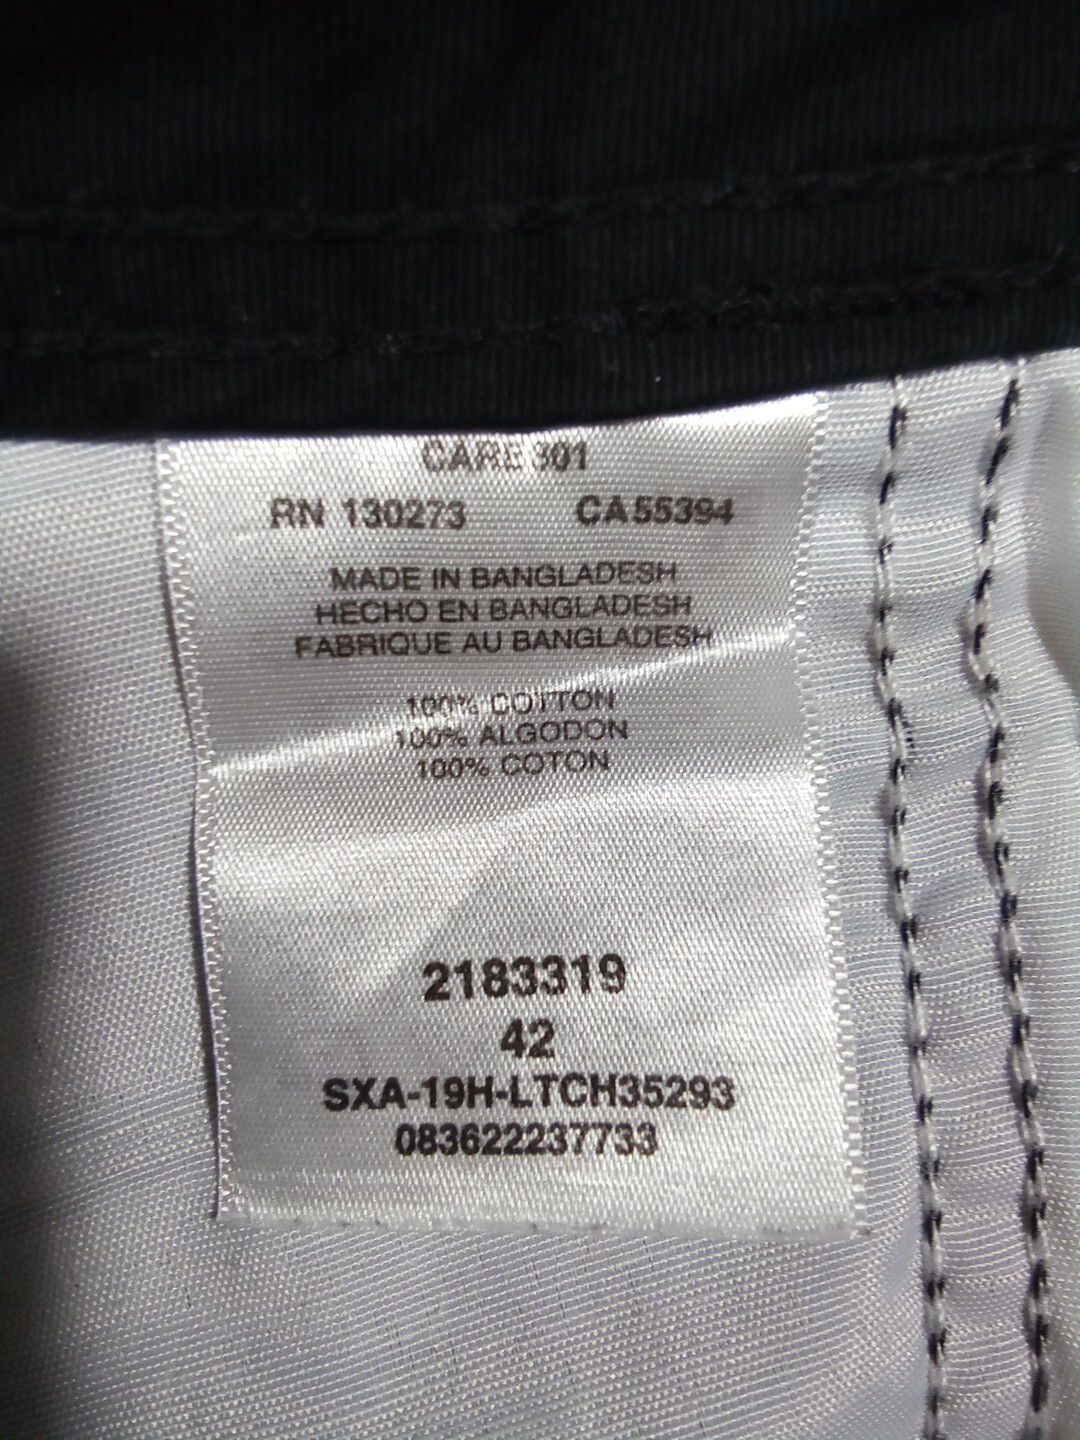 CARE 301
RN 130273 CA55394
MADE IN BANGLADESH
HECHO EN BANGLADESH
FABRIQUE AU BANGLADESH
100% COTTON
100% ALGODON
100% COTON
2183319
42
SXA-19H-LTCH35293
083622237733